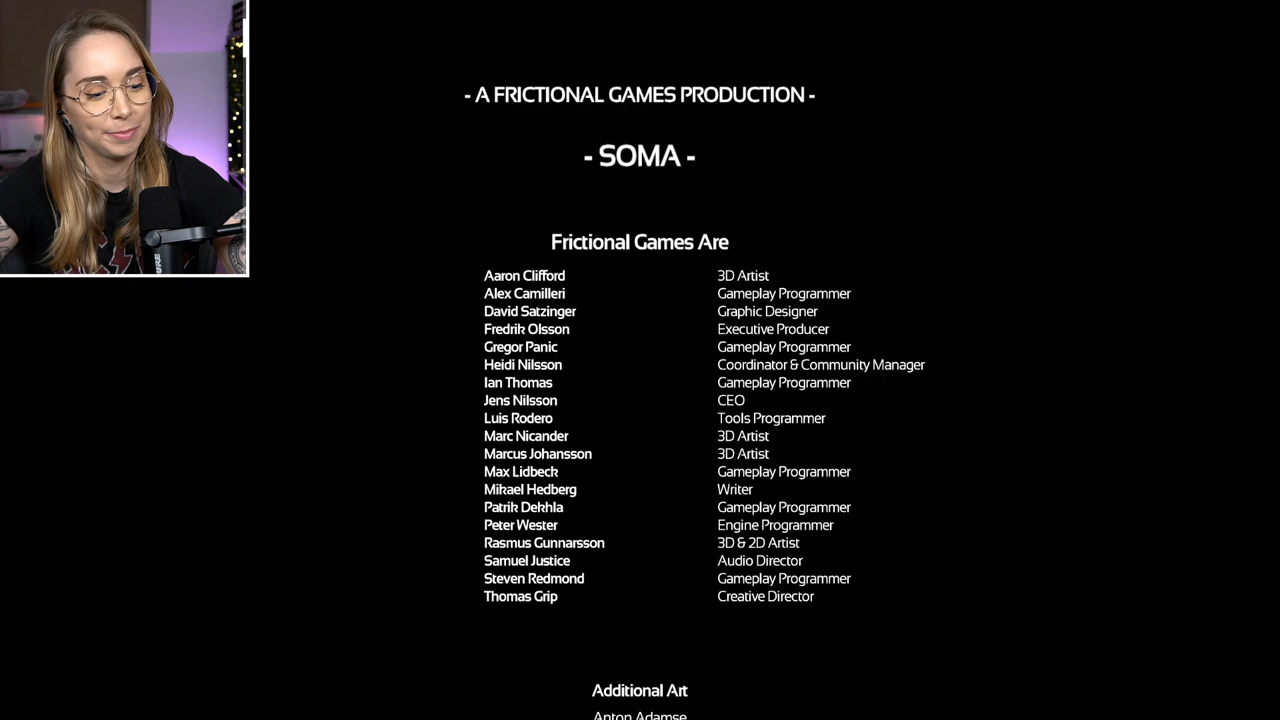 - A FRICTIONAL GAMES PRODUCTION -
- SOMA -
Frictional Games Are
Aaron Clifford 3D Artist
Alex Camilleri Gameplay Programmer
David Satzinger Graphic Designer
Fredrik Olsson Executive Producer
Gregor Panic Gameplay Programmer
Heidi Nilsson Coordinator & Community Manager
Ian Thomas Gameplay Programmer
Jens Nilsson CEO
Luis Rodero Tools Programmer
Marc Nicander 3D Artist
Marcus Johansson 3D Artist
Max Lidbeck Gameplay Programmer
Mikael Hedberg Writer
Patrik Dekhla Gameplay Programmer
Peter Wester Engine Programmer
Rasmus Gunnarsson 3D & 2D Artist
Samuel Justice Audio Director
Steven Redmond Gameplay Programmer
Thomas Grip Creative Director
Additional Art
Anton Adamse